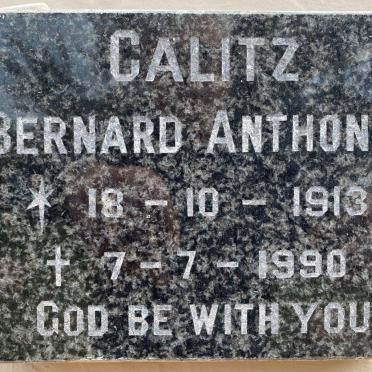 CALITZ
BERNARD ANTHON
* 18 - 10 - 1913
† 7 - 7 - 1990
GOD BE WITH YOU